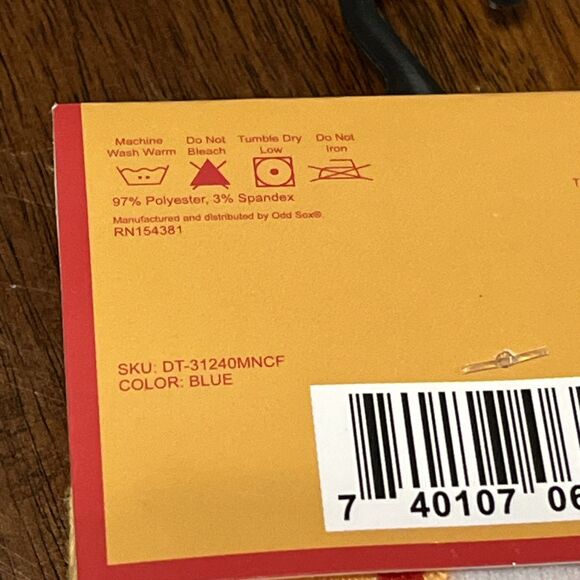 Machine Wash Warm
Do Not Bleach
Tumble Dry Low
Do Not Iron
97% Polyester, 3% Spandex
Manufactured and distributed by Odd Sox®.
RN154381
T
SKU: DT-31240MNCF
COLOR: BLUE
7 40107 06